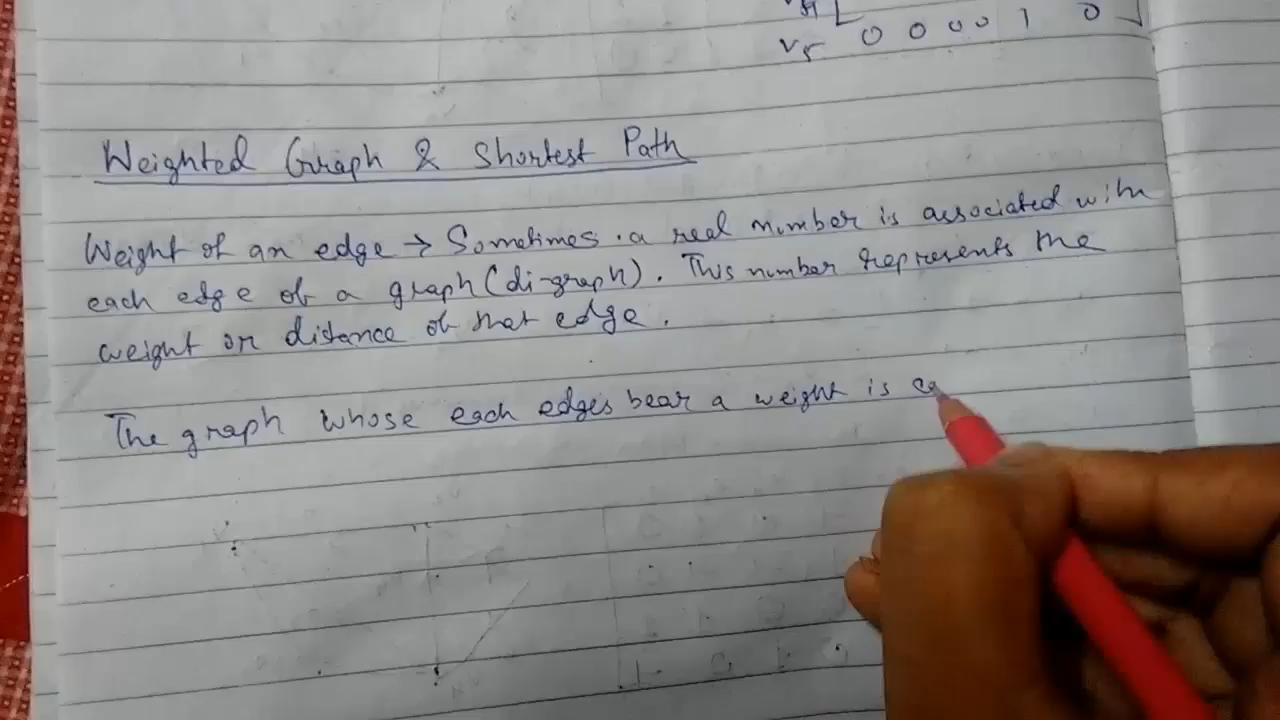 v5 0 0 0 0 1 0
Weighted Graph & Shortest Path
Weight of an edge → Sometimes a real number is associated with
each edge of a graph (di-graph). This number represents the
weight or distance of that edge.
The graph whose each edges bear a weight is